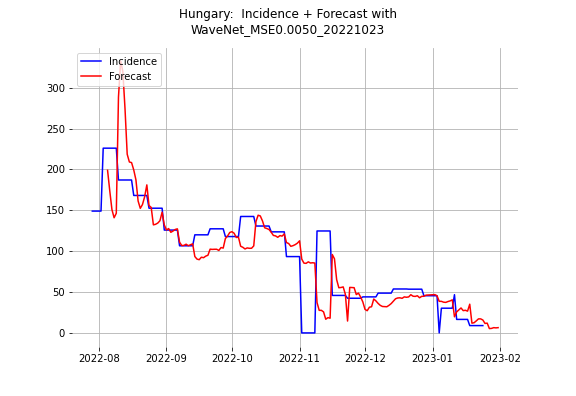 Hungary:  Incidence + Forecast with
WaveNet_MSE0.0050_20221023
Incidence
Forecast
300
250
200
150
100
50
0
2022-08 2022-09 2022-10 2022-11 2022-12 2023-01 2023-02